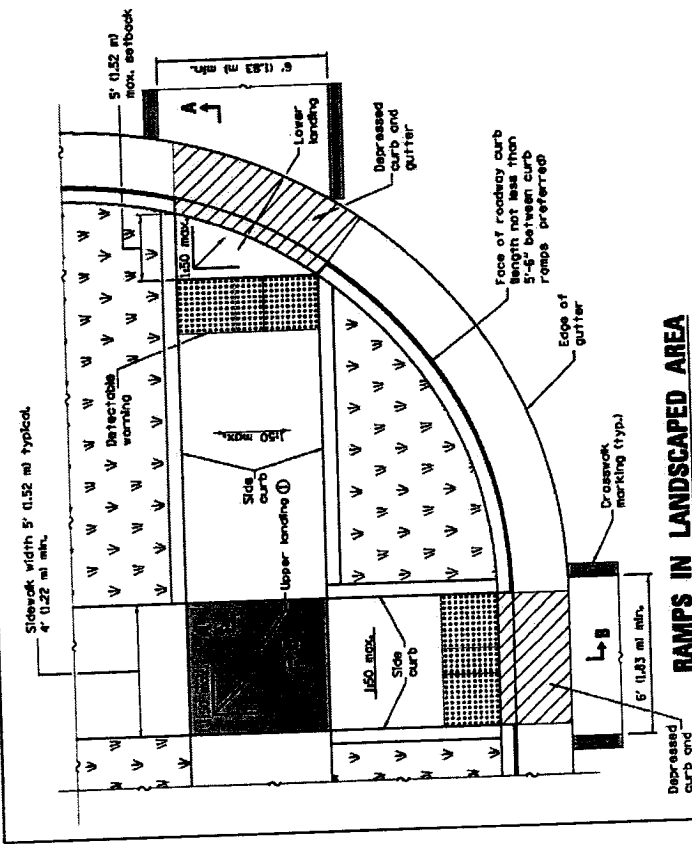 Sidewalk width 5' (1.52 m) typical.
4' (1.22 m) min.
5' (1.52 m)
max. setback
6' (1.83 m) min.
A
Lower
landing
Depressed
curb and
gutter
1:50 max.
Detectable
warning
1:50 max.
Side
curb
Upper landing ①
Face of roadway curb
(length not less than
5'-6" between curb
ramps preferred)
Edge of
gutter
1:50 max.
Side
curb
Crosswalk
marking (typ.)
B
6' (1.83 m) min.
Depressed
curb and
RAMPS IN LANDSCAPED AREA